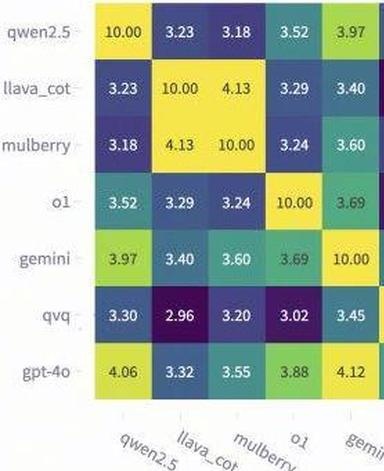 qwen2.5 10.00 3.23 3.18 3.52 3.97
llava_cot 3.23 10.00 4.13 3.29 3.40
mulberry 3.18 4.13 10.00 3.24 3.60
o1 3.52 3.29 3.24 10.00 3.69
gemini 3.97 3.40 3.60 3.69 10.00
qvq 3.30 2.96 3.20 3.02 3.45
gpt-4o 4.06 3.32 3.55 3.88 4.12
qwen2.5 llava_cot mulberry o1 gemi